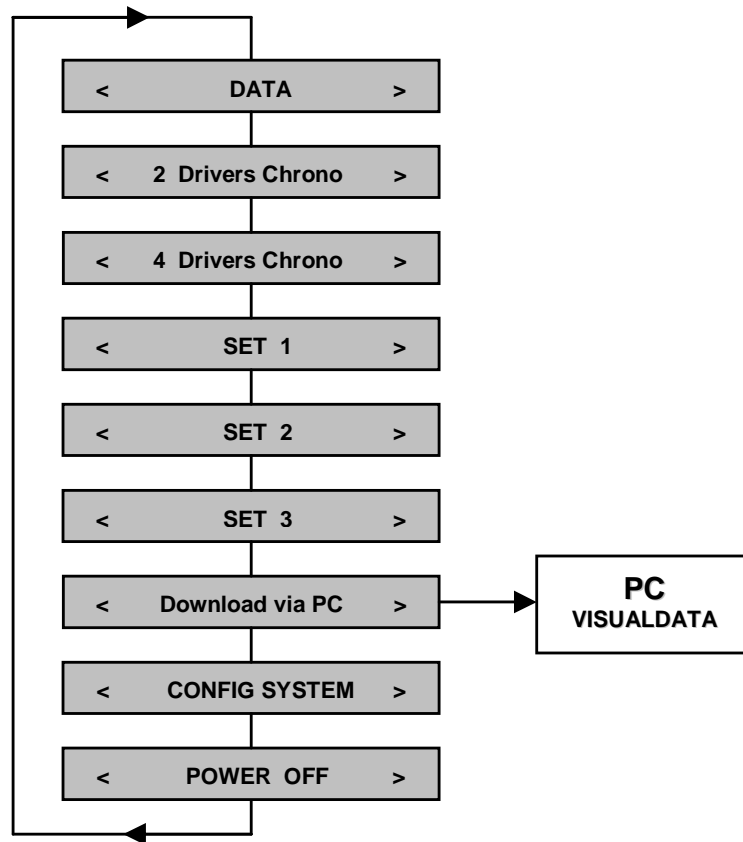 < DATA >
< 2 Drivers Chrono >
< 4 Drivers Chrono >
< SET 1 >
< SET 2 >
< SET 3 >
< Download via PC >
PC
VISUALDATA
< CONFIG SYSTEM >
< POWER OFF >